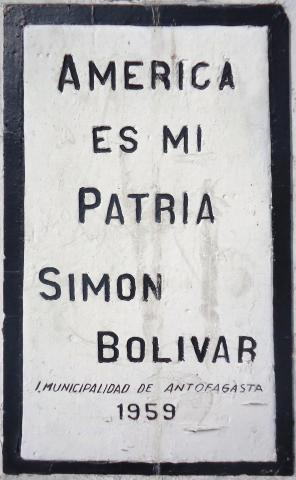 AMERICA
ES MI
PATRIA
SIMON
BOLIVAR
I. MUNICIPALIDAD DE ANTOFAGASTA
1959